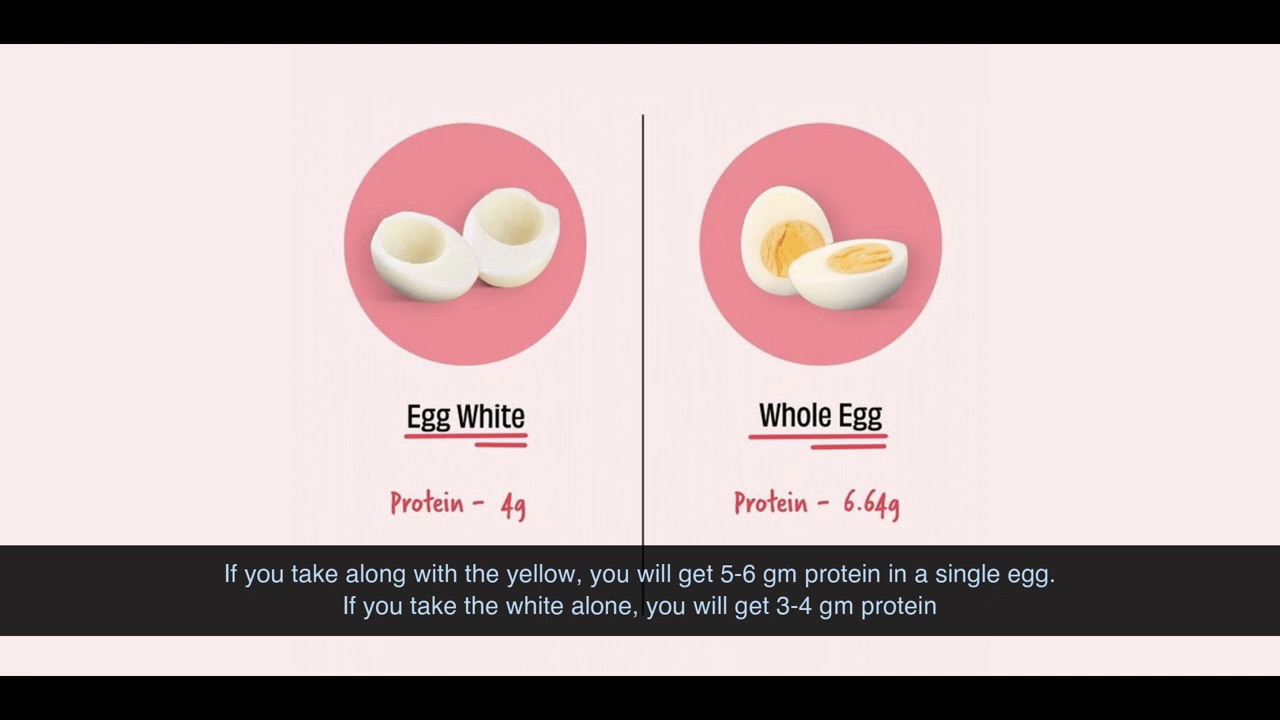 Egg White
Whole Egg
Protein - 4g
Protein - 6.64g
If you take along with the yellow, you will get 5-6 gm protein in a single egg.
If you take the white alone, you will get 3-4 gm protein